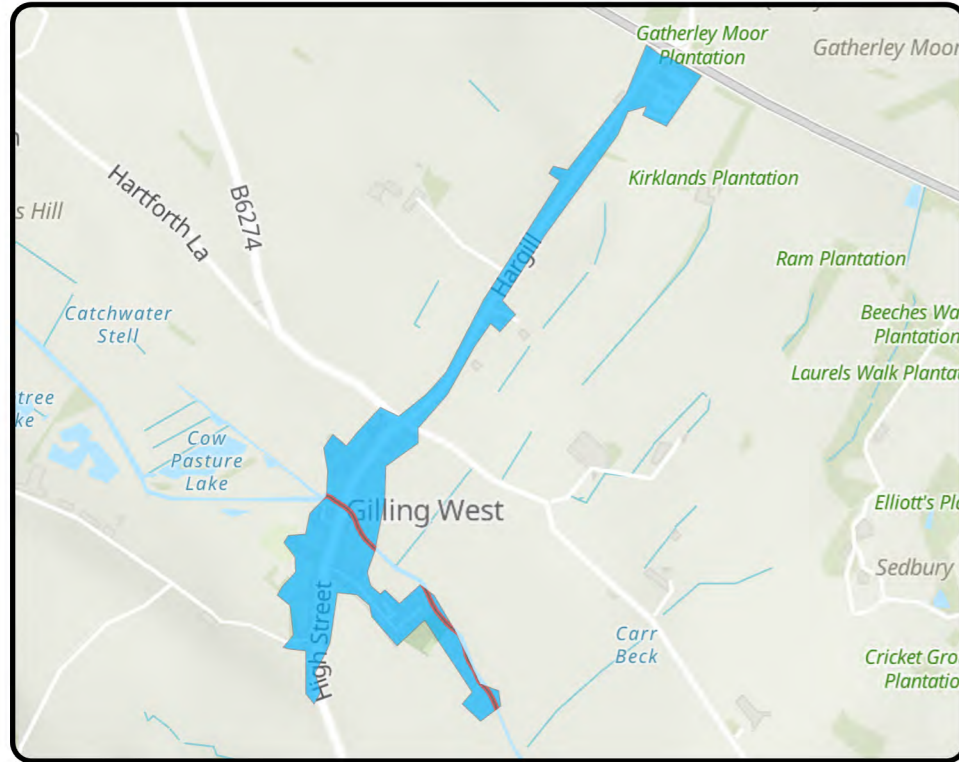 Gatherley Moor
Plantation
Gatherley Moor
Kirklands Plantation
Hartforth La
B6274
s Hill
Hargill
Ram Plantation
Catchwater
Stell
Beeches Wa
Plantation
Laurels Walk Plantat
tree
ke
Cow
Pasture
Lake
Gilling West
Elliott's Pla
Sedbury
High Street
Carr
Beck
Cricket Gro
Plantatio